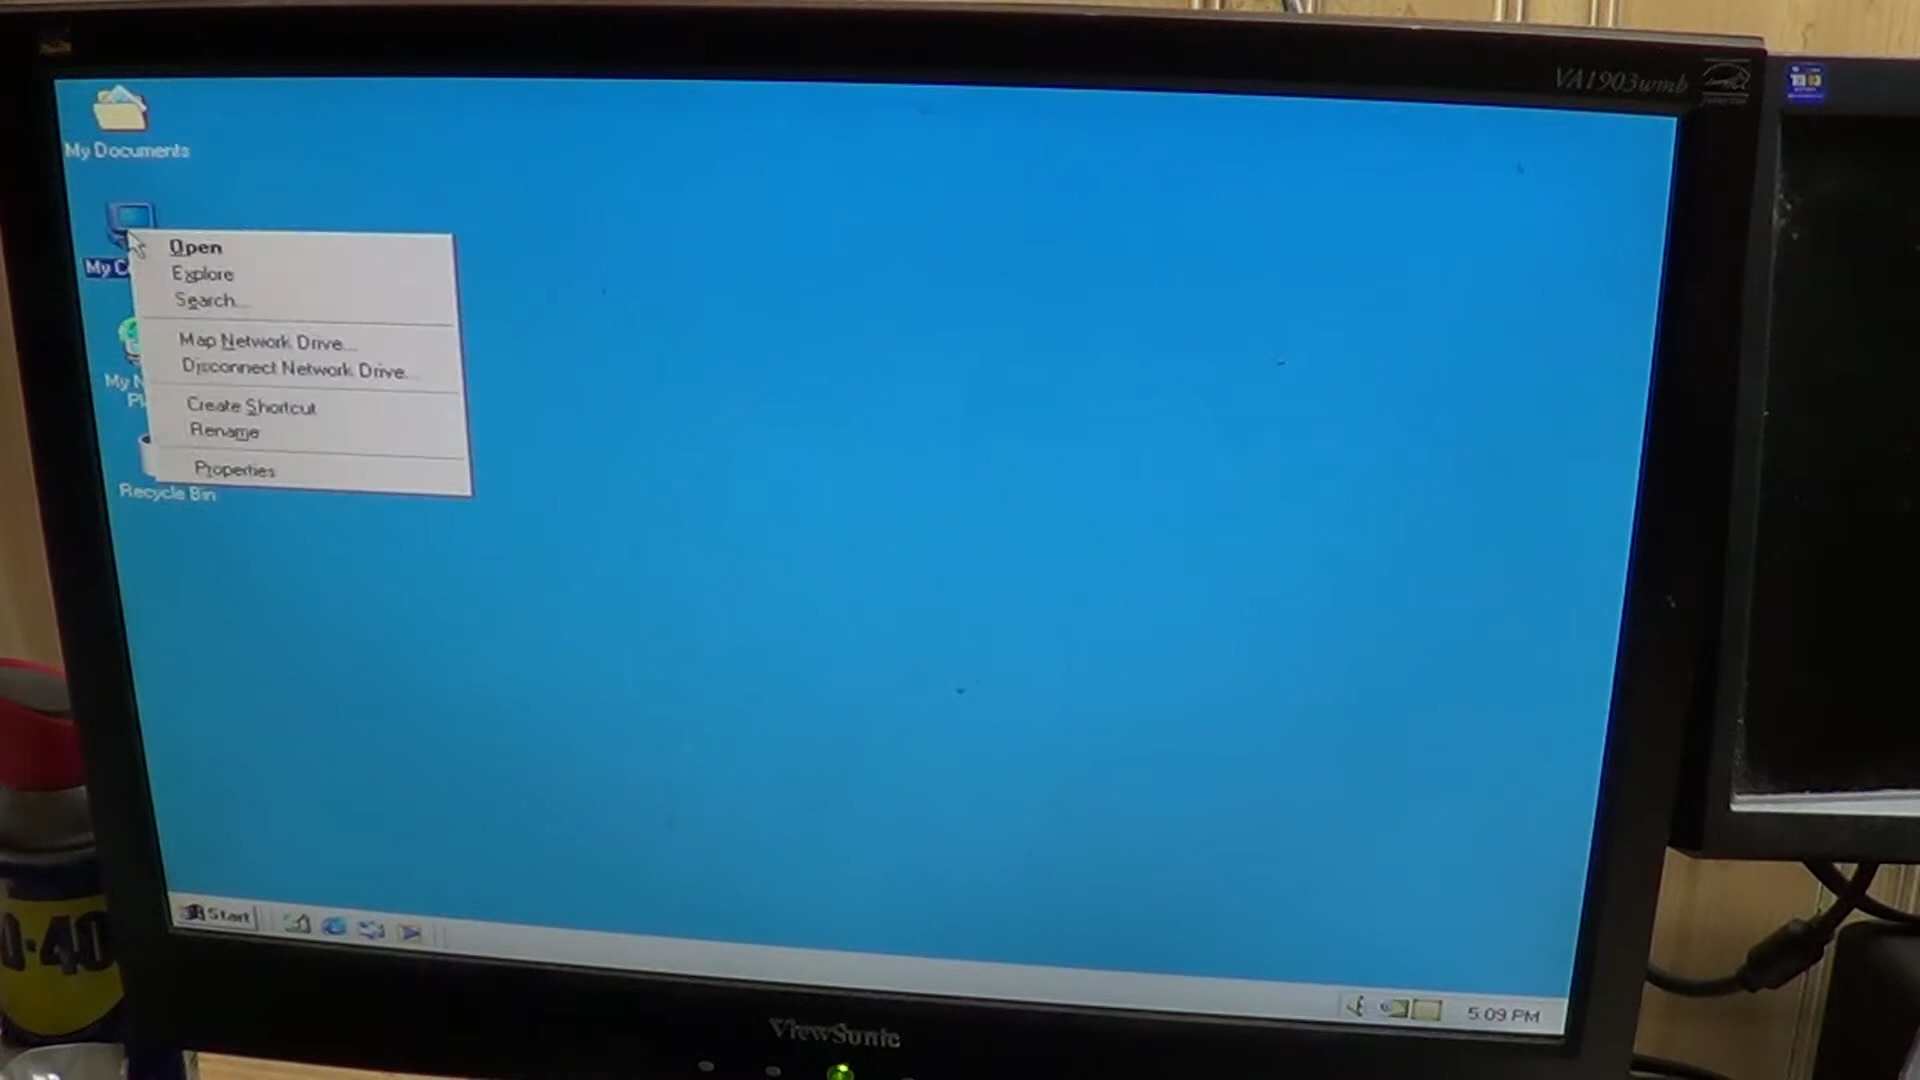 VA1903wmb
My Documents
My C
Open
Explore
Search...
Map Network Drive...
Disconnect Network Drive...
Create Shortcut
Rename
Properties
My N
Pl
Recycle Bin
Start
5:09 PM
ViewSonic
D-40